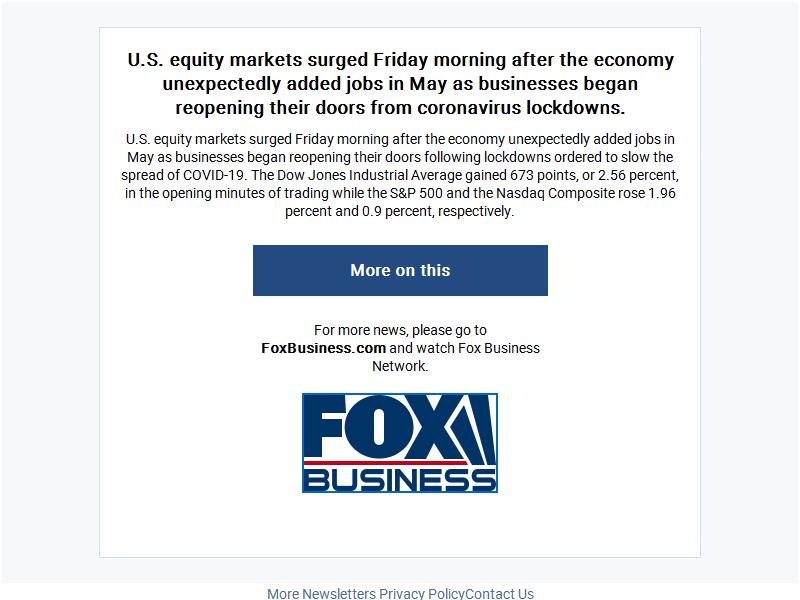 U.S. equity markets surged Friday morning after the economy
unexpectedly added jobs in May as businesses began
reopening their doors from coronavirus lockdowns.
U.S. equity markets surged Friday morning after the economy unexpectedly added jobs in
May as businesses began reopening their doors following lockdowns ordered to slow the
spread of COVID-19. The Dow Jones Industrial Average gained 673 points, or 2.56 percent,
in the opening minutes of trading while the S&P 500 and the Nasdaq Composite rose 1.96
percent and 0.9 percent, respectively.
More on this
For more news, please go to
FoxBusiness.com and watch Fox Business
Network.
FOX
BUSINESS
More Newsletters Privacy PolicyContact Us